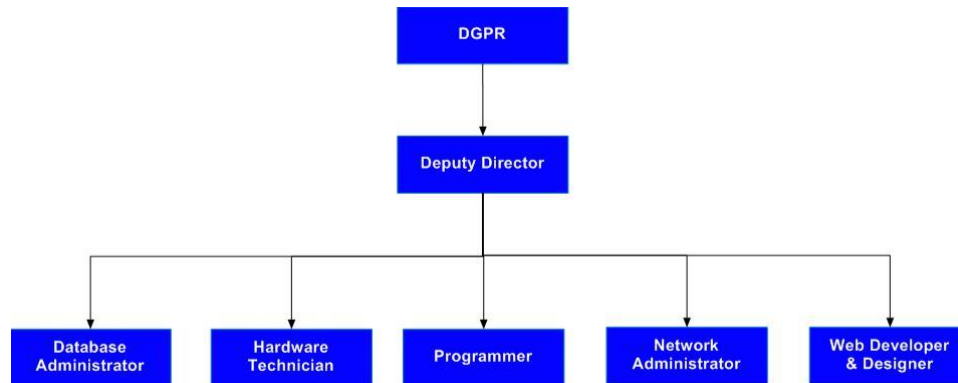 DGPR
Deputy Director
Database
Administrator
Hardware
Technician
Programmer
Network
Administrator
Web Developer
& Designer